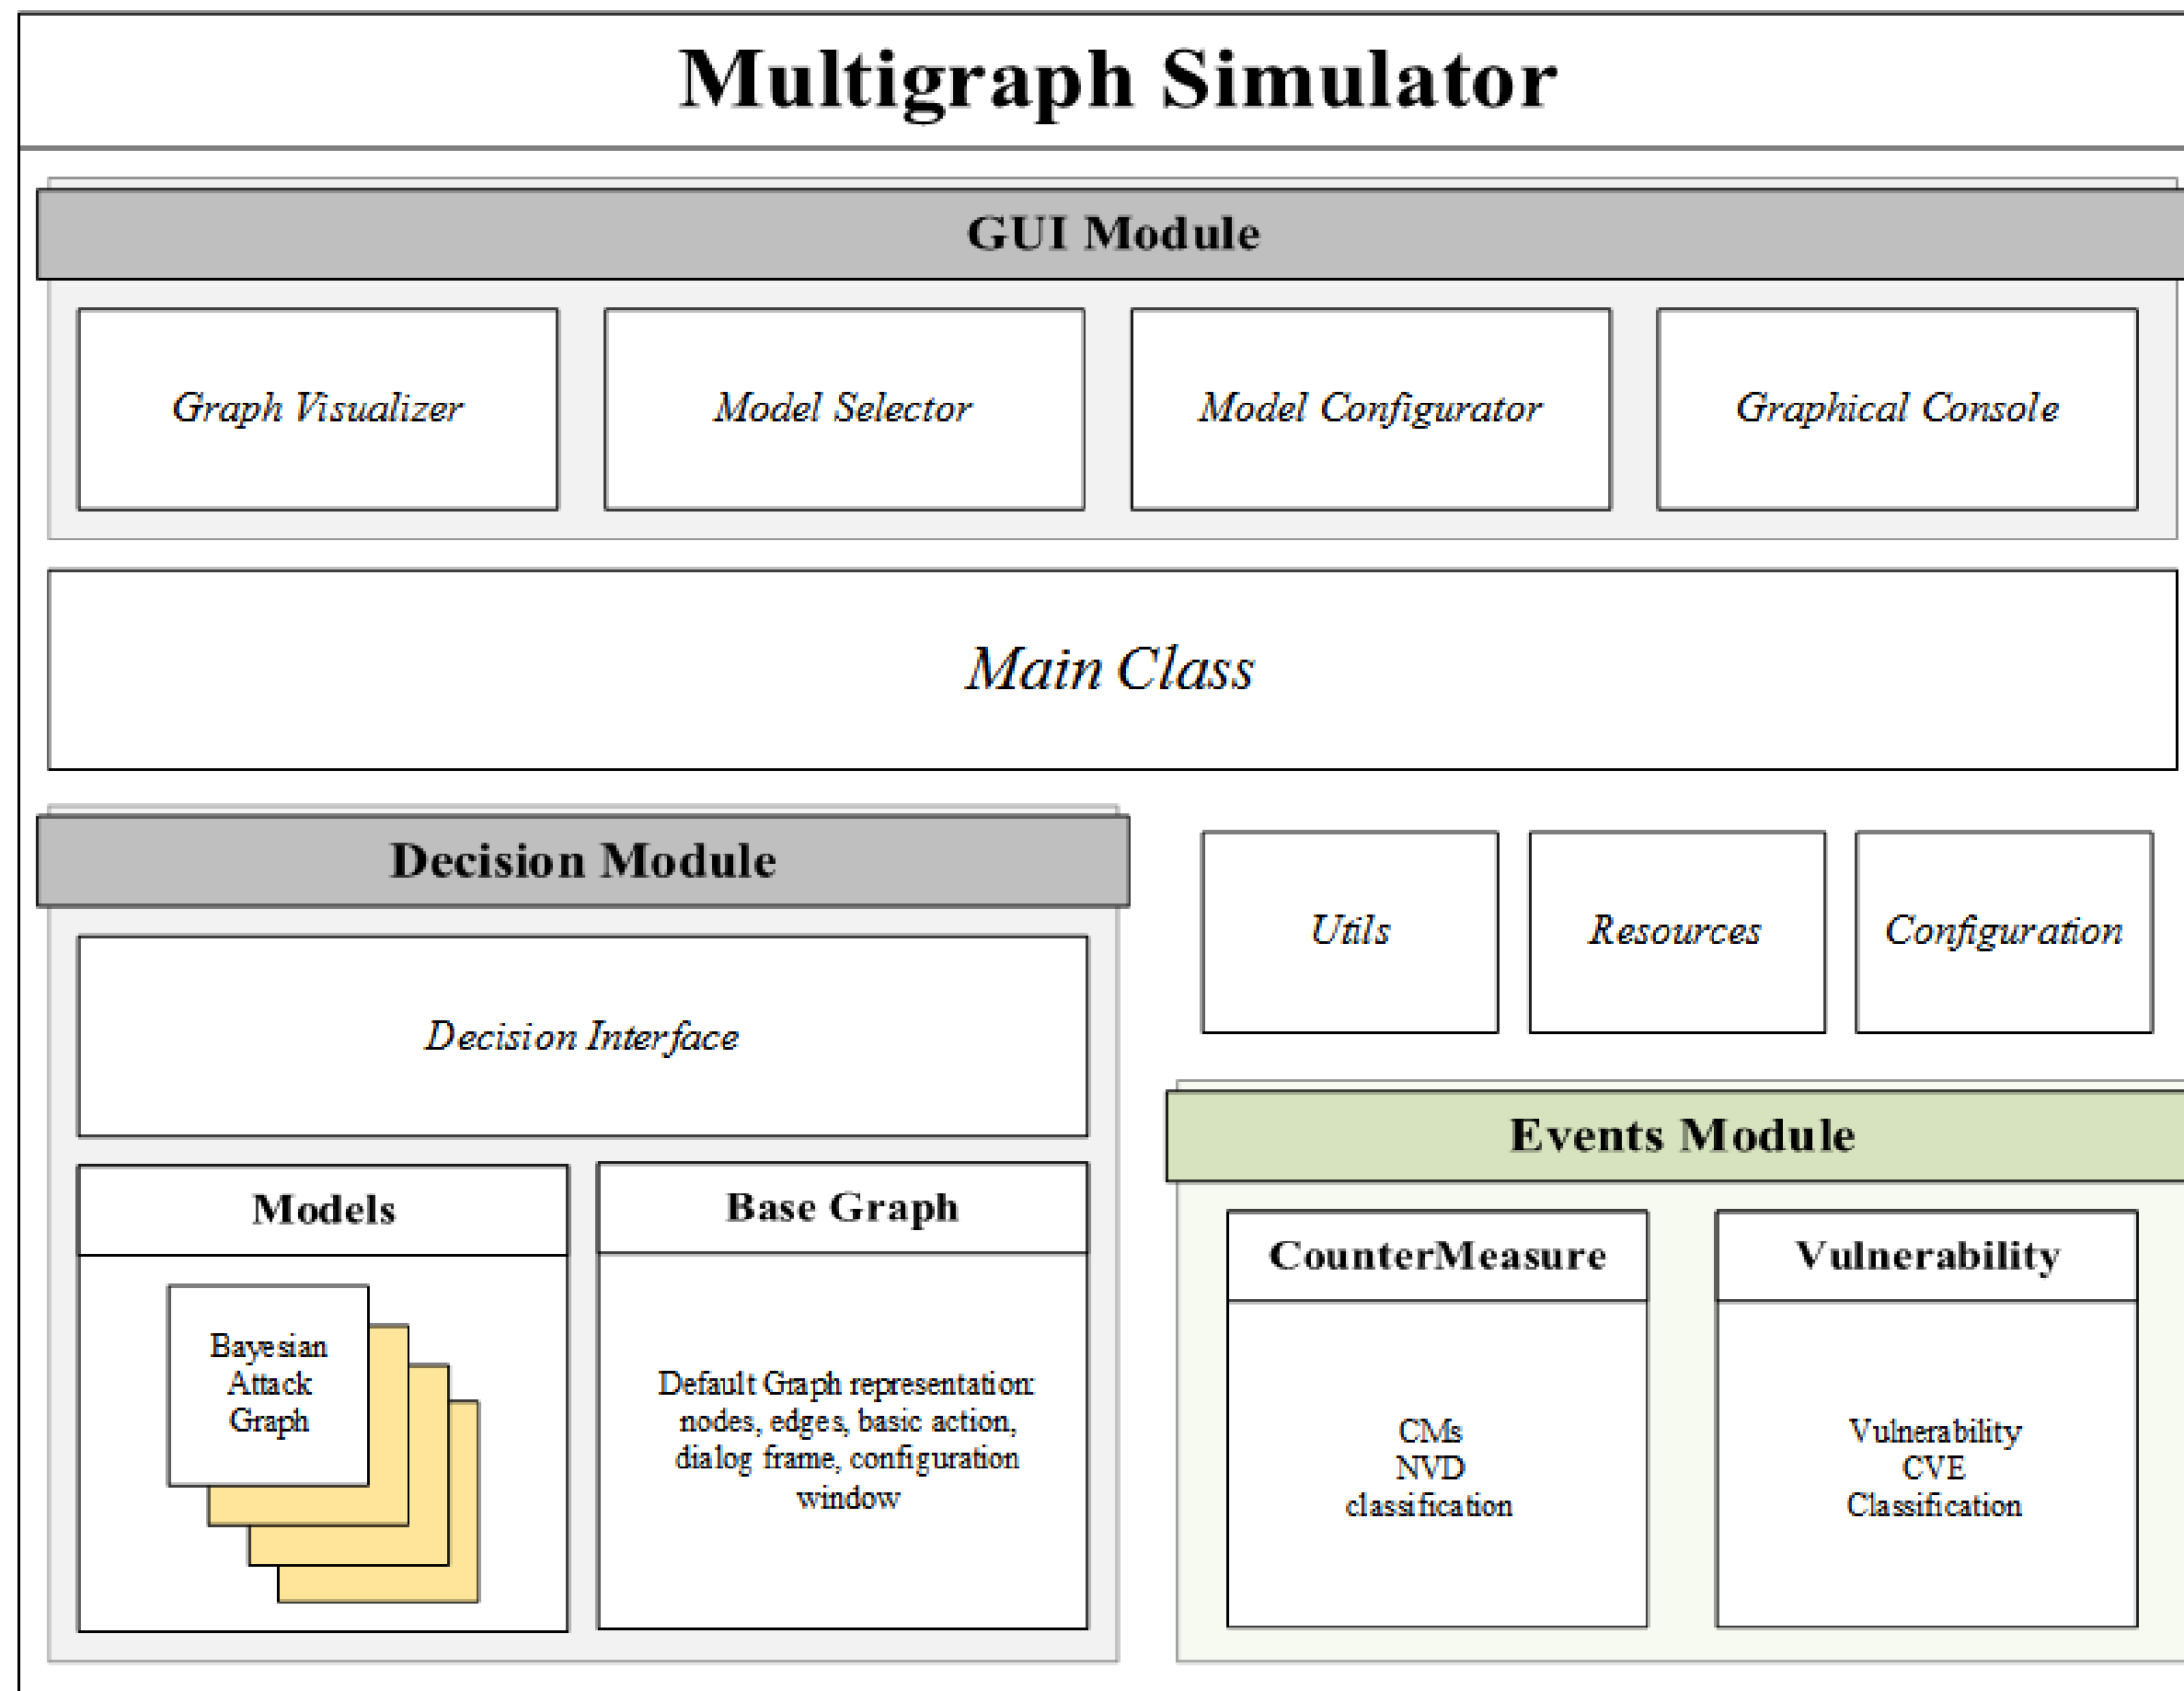 Multigraph Simulator
GUI Module
Graph Visualizer
Model Selector
Model Configurator
Graphical Console
Main Class
Decision Module
Decision Interface
Models
Bayesian
Attack
Graph
Base Graph
Default Graph representation:
nodes, edges, basic action,
dialog frame, configuration
window
Utils
Resources
Configuration
Events Module
CounterMeasure
CMs
NVD
classification
Vulnerability
Vulnerability
CVE
Classification